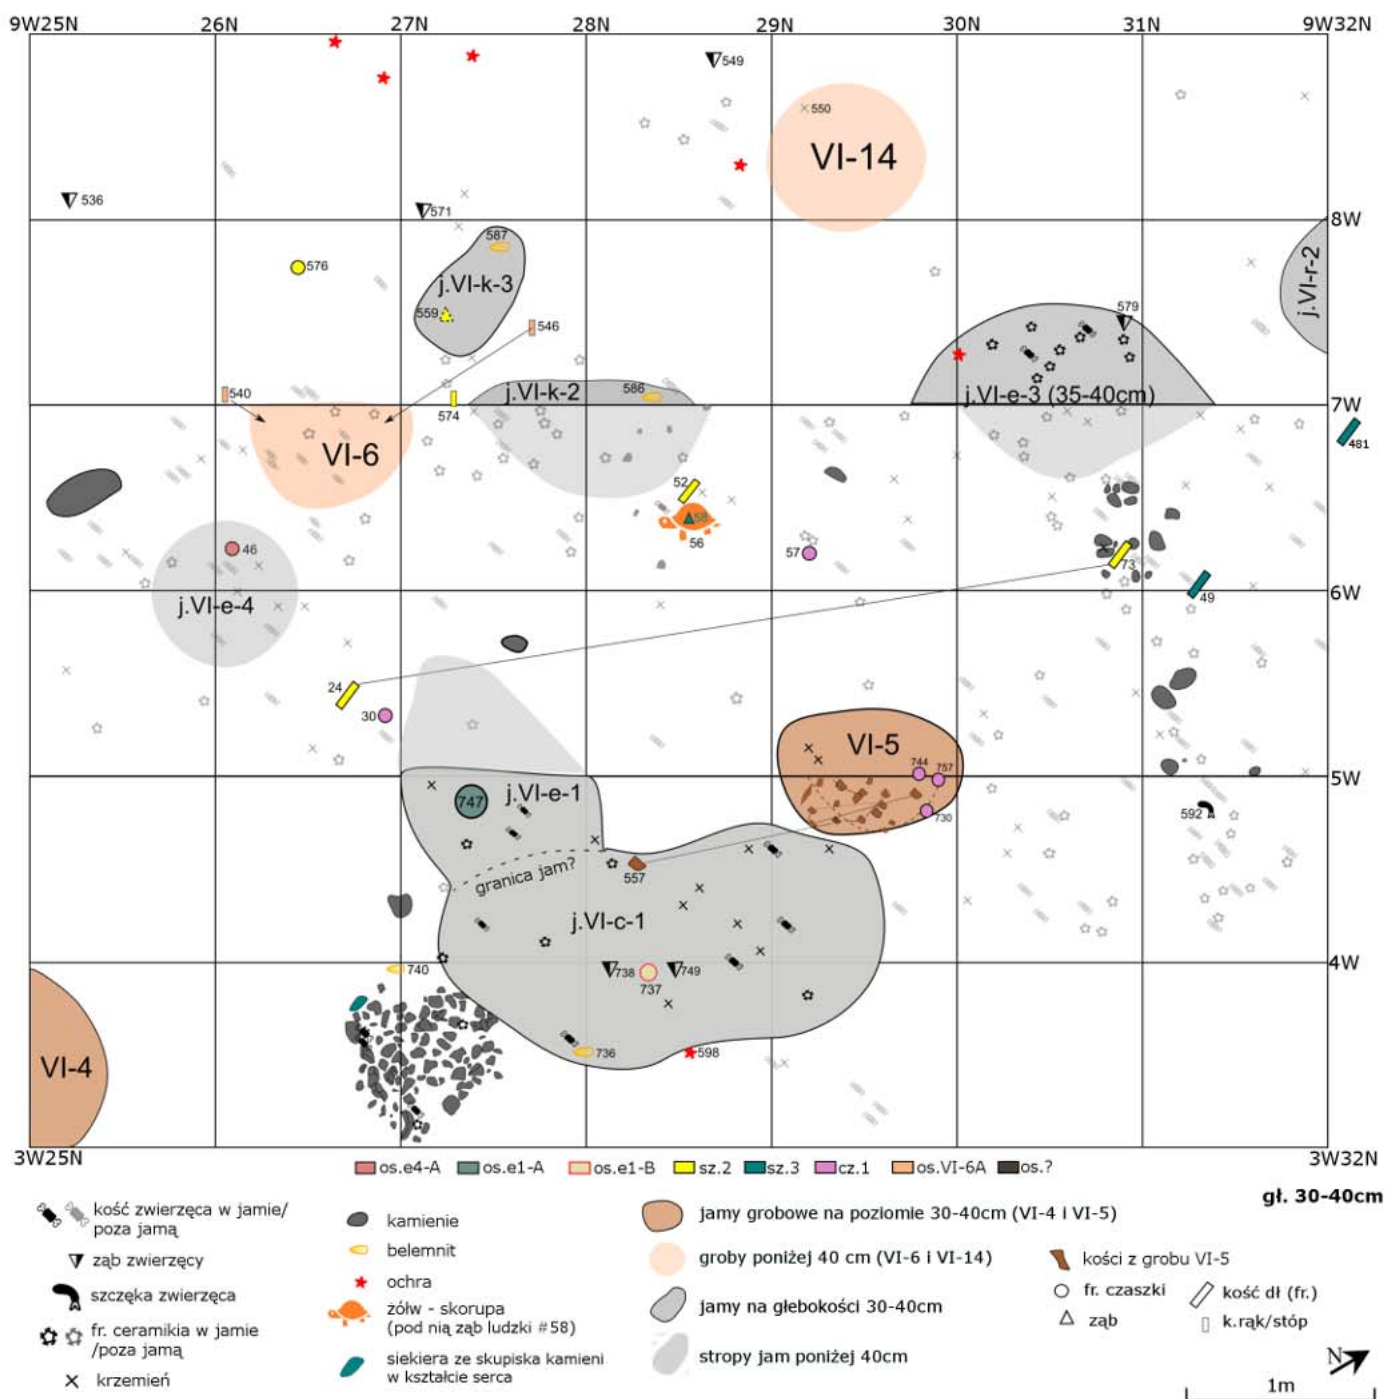 9W25N 26N 27N 28N 29N 30N 31N 9W32N
549
550
VI-14
536
571
8W
587
576
j.VI-k-3
j.VI-r-2
559
546
579
540
j.VI-k-2
586
j.VI-e-3 (35-40cm)
574
7W
VI-6
481
52
58
56
57
46
73
j.VI-e-4
49
6W
24
30
VI-5
744
757
5W
747
j.VI-e-1
730
592
granica jam?
557
j.VI-c-1
740
738
749
737
4W
736
598
VI-4
3W25N
3W32N
os.e4-A os.e1-A os.e1-B sz.2 sz.3 cz.1 os.VI-6A os.?
gł. 30-40cm
kość zwierzęca w jamie/
poza jamą
ząb zwierzęcy
szczęka zwierzęca
fr. ceramikia w jamie
/poza jamą
krzemień
kamienie
belemnit
ochra
żółw - skorupa
(pod nią ząb ludzki #58)
siekiera ze skupiska kamieni
w kształcie serca
jamy grobowe na poziomie 30-40cm (VI-4 i VI-5)
groby poniżej 40 cm (VI-6 i VI-14)
jamy na głebokości 30-40cm
stropy jam poniżej 40cm
kości z grobu VI-5
fr. czaszki
ząb
kość dł (fr.)
k.rąk/stóp
N
1m